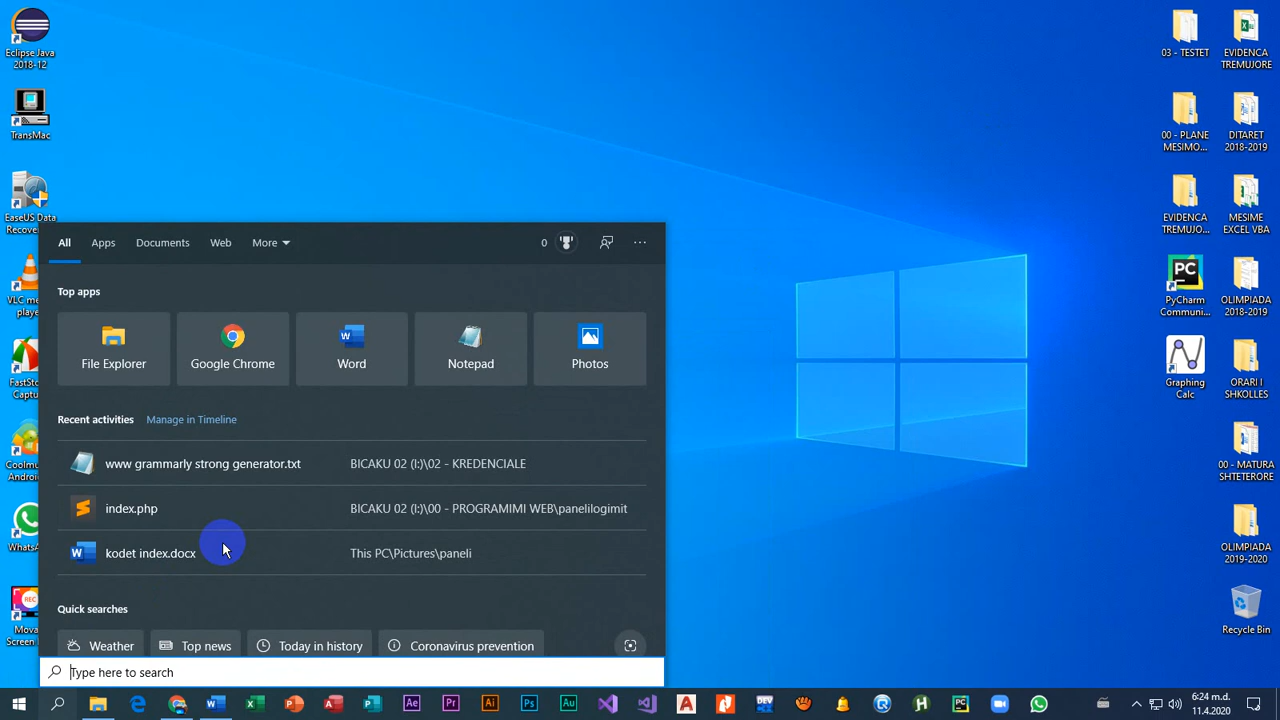 Eclipse Java
2018-12
TransMac
EaseUS Data
Recove
VLC me
player
FastSto
Captu
Coolmu
Android
WhatsA
Mova
Screen
03 - TESTET
EVIDENCA
TREMUJORE
00 - PLANE
MESIMO...
DITARET
2018-2019
EVIDENCA
TREMUJO...
MESIME
EXCEL VBA
PyCharm
Communi...
OLIMPIADA
2018-2019
Graphing
Calc
ORARI I
SHKOLLES
00 - MATURA
SHTETERORE
OLIMPIADA
2019-2020
Recycle Bin
All Apps Documents Web More 0 ...
Top apps
File Explorer Google Chrome Word Notepad Photos
Recent activities Manage in Timeline
www grammarly strong generator.txt BICAKU 02 (I:)\02 - KREDENCIALE
index.php BICAKU 02 (I:)\00 - PROGRAMIMI WEB\panelilogimit
kodet index.docx This PC\Pictures\paneli
Quick searches
Weather Top news Today in history Coronavirus prevention
Type here to search
6:24 m.d.
11.4.2020